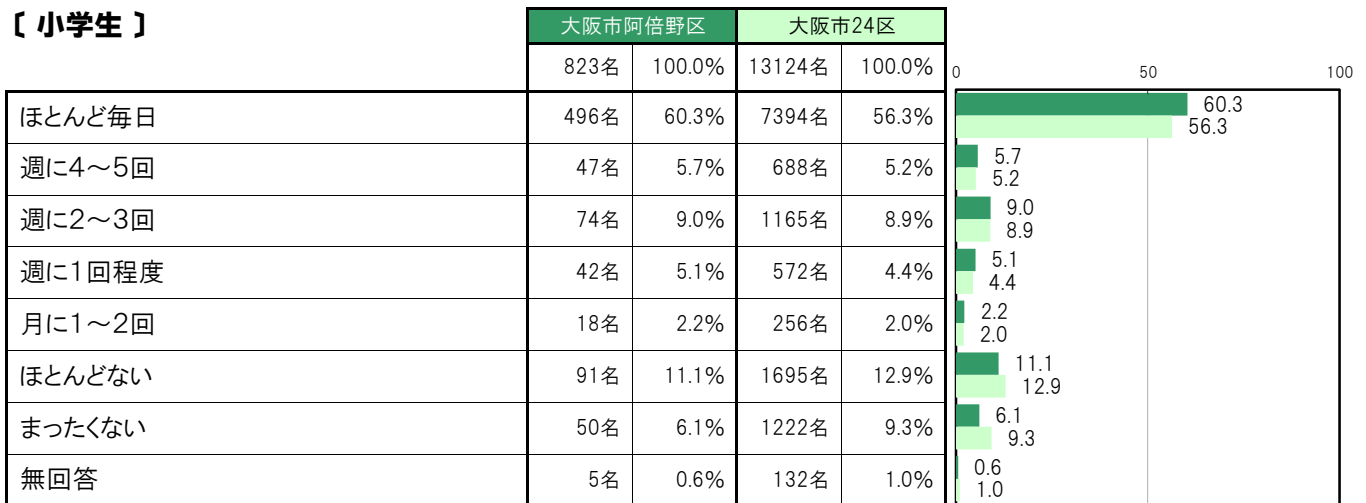 〔 小学生 〕
大阪市阿倍野区 大阪市24区
823名 100.0% 13124名 100.0% 0 50 100
ほとんど毎日 496名 60.3% 7394名 56.3% 60.3
56.3
週に4～5回 47名 5.7% 688名 5.2% 5.7
5.2
週に2～3回 74名 9.0% 1165名 8.9% 9.0
8.9
週に1回程度 42名 5.1% 572名 4.4% 5.1
4.4
月に1～2回 18名 2.2% 256名 2.0% 2.2
2.0
ほとんどない 91名 11.1% 1695名 12.9% 11.1
12.9
まったくない 50名 6.1% 1222名 9.3% 6.1
9.3
無回答 5名 0.6% 132名 1.0% 0.6
1.0